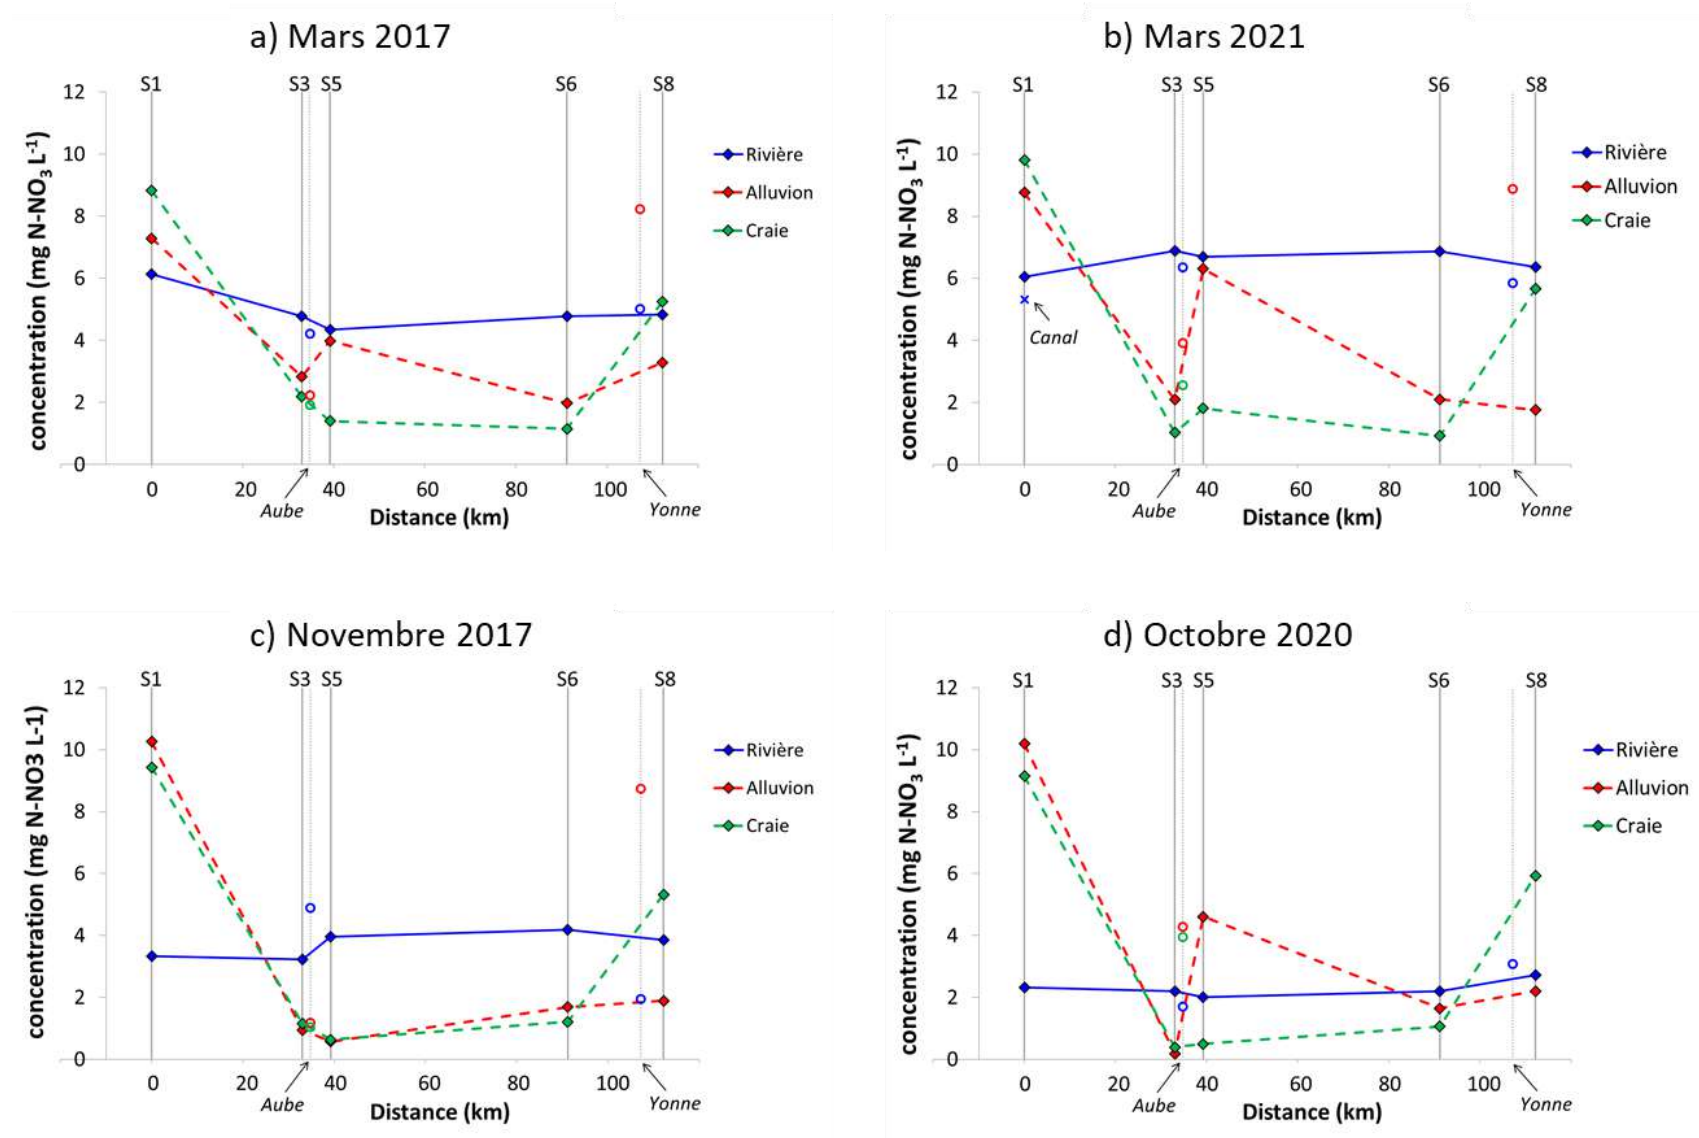 a) Mars 2017
S1 S3 S5 S6 S8
12
10
8
6
4
2
0
concentration (mg N-NO3 L-1)
Rivière
Alluvion
Craie
0 20 40 60 80 100
Aube
Distance (km)
Yonne
b) Mars 2021
S1 S3 S5 S6 S8
12
10
8
6
4
2
0
concentration (mg N-NO3 L-1)
Rivière
Alluvion
Craie
Canal
0 20 40 60 80 100
Aube
Distance (km)
Yonne
c) Novembre 2017
S1 S3 S5 S6 S8
12
10
8
6
4
2
0
concentration (mg N-NO3 L-1)
Rivière
Alluvion
Craie
0 20 40 60 80 100
Aube
Distance (km)
Yonne
d) Octobre 2020
S1 S3 S5 S6 S8
12
10
8
6
4
2
0
concentration (mg N-NO3 L-1)
Rivière
Alluvion
Craie
0 20 40 60 80 100
Aube
Distance (km)
Yonne